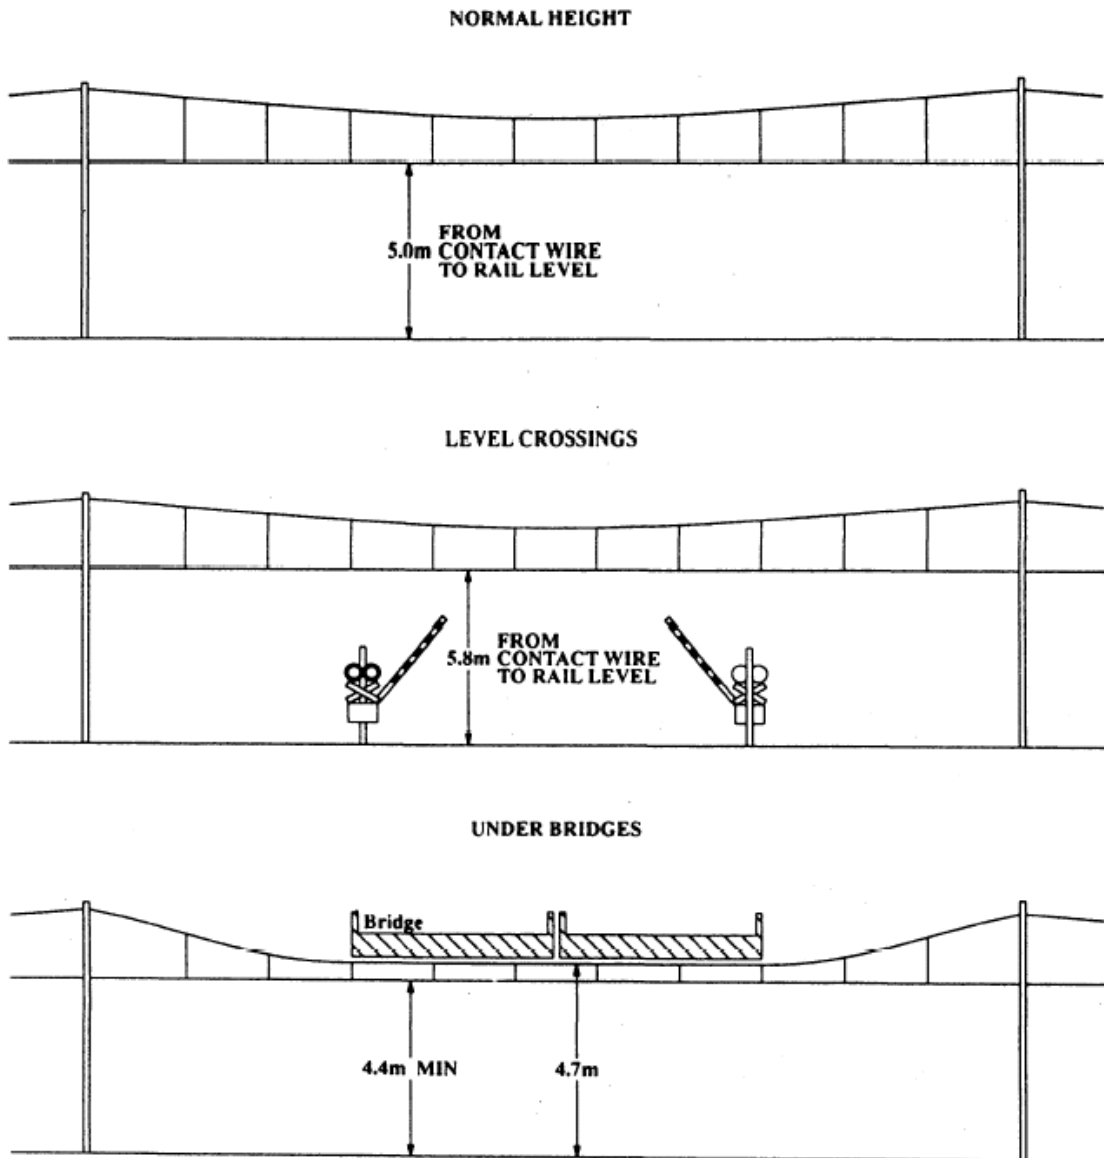 NORMAL HEIGHT
FROM
5.0m CONTACT WIRE
TO RAIL LEVEL
LEVEL CROSSINGS
FROM
5.8m CONTACT WIRE
TO RAIL LEVEL
UNDER BRIDGES
Bridge
4.4m MIN
4.7m